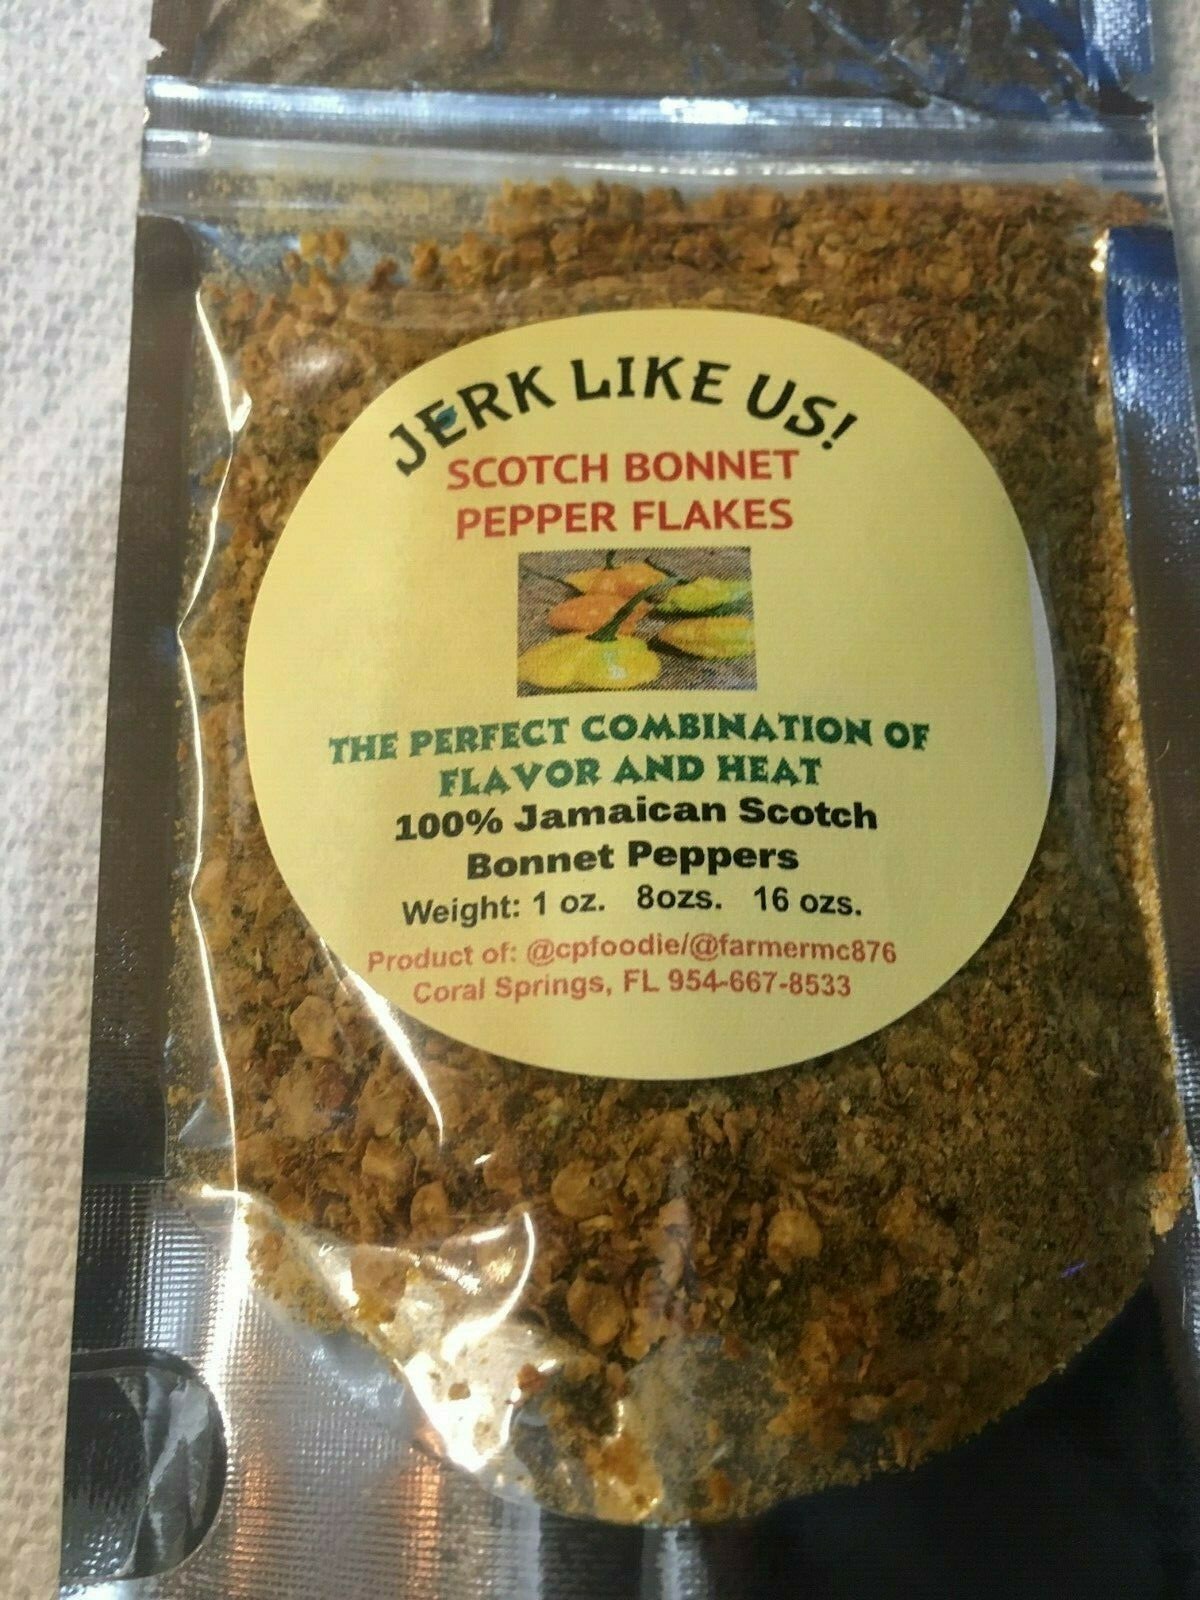 JERK LIKE US!
SCOTCH BONNET
PEPPER FLAKES
THE PERFECT COMBINATION OF
FLAVOR AND HEAT
100% Jamaican Scotch
Bonnet Peppers
Weight: 1 oz. 8ozs. 16 ozs.
Product of: @cpfoodie/@farmermc876
Coral Springs, FL 954-667-8533